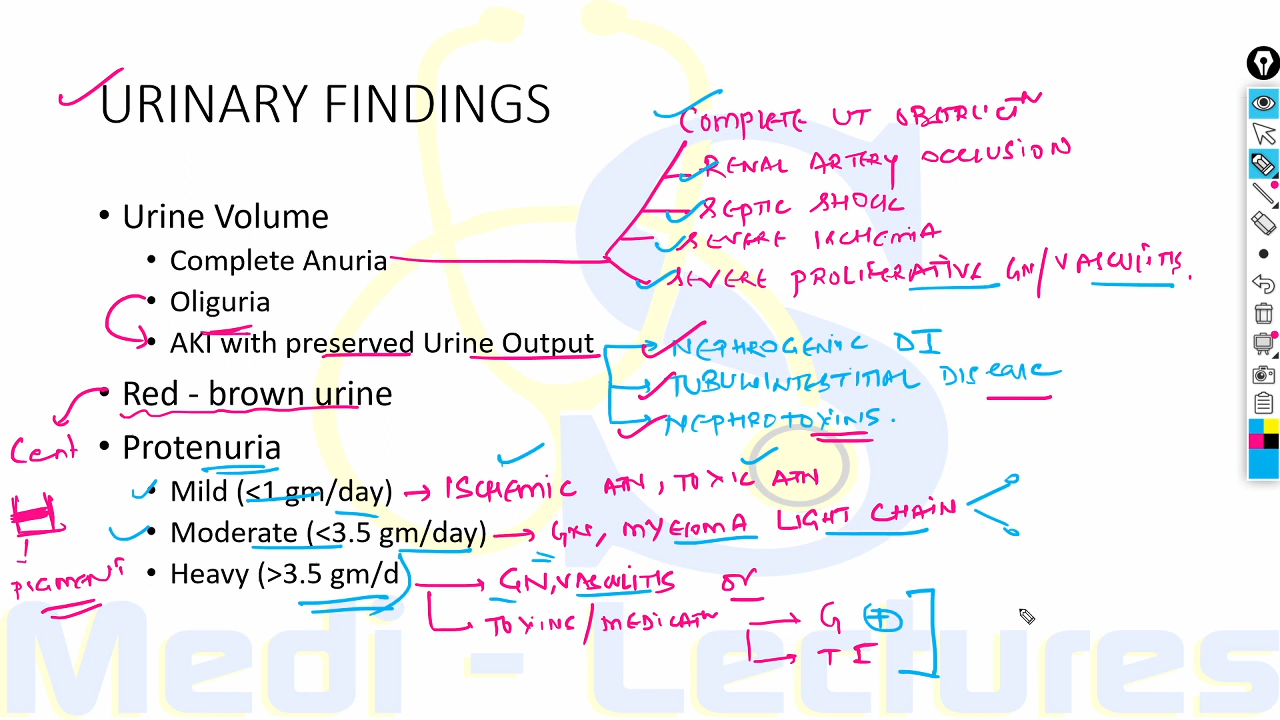 URINARY FINDINGS
COMPLETE UT OBSTRUCTN
RENAL ARTERY OCCLUSION
SEPTIC SHOCK
SEVERE ISCHEMIA
SEVERE PROLIFERATIVE GN/VASCULITIS.
• Urine Volume
• Complete Anuria
• Oliguria
• AKI with preserved Urine Output
NEPHROGENIC DI
TUBULOINTESTITIAL DISEASE
NEPHROTOXINS.
• Red - brown urine
Cent
PIGMENT
• Protenuria
• Mild (<1 gm/day) → ISCHEMIC ATN, TOXIC ATN
• Moderate (<3.5 gm/day) → GNS, MYELOMA LIGHT CHAIN
• Heavy (>3.5 gm/d → GN, VASCULITIS or
TOXINS/MEDICATN → G +
→ TI
Medi - Lectures